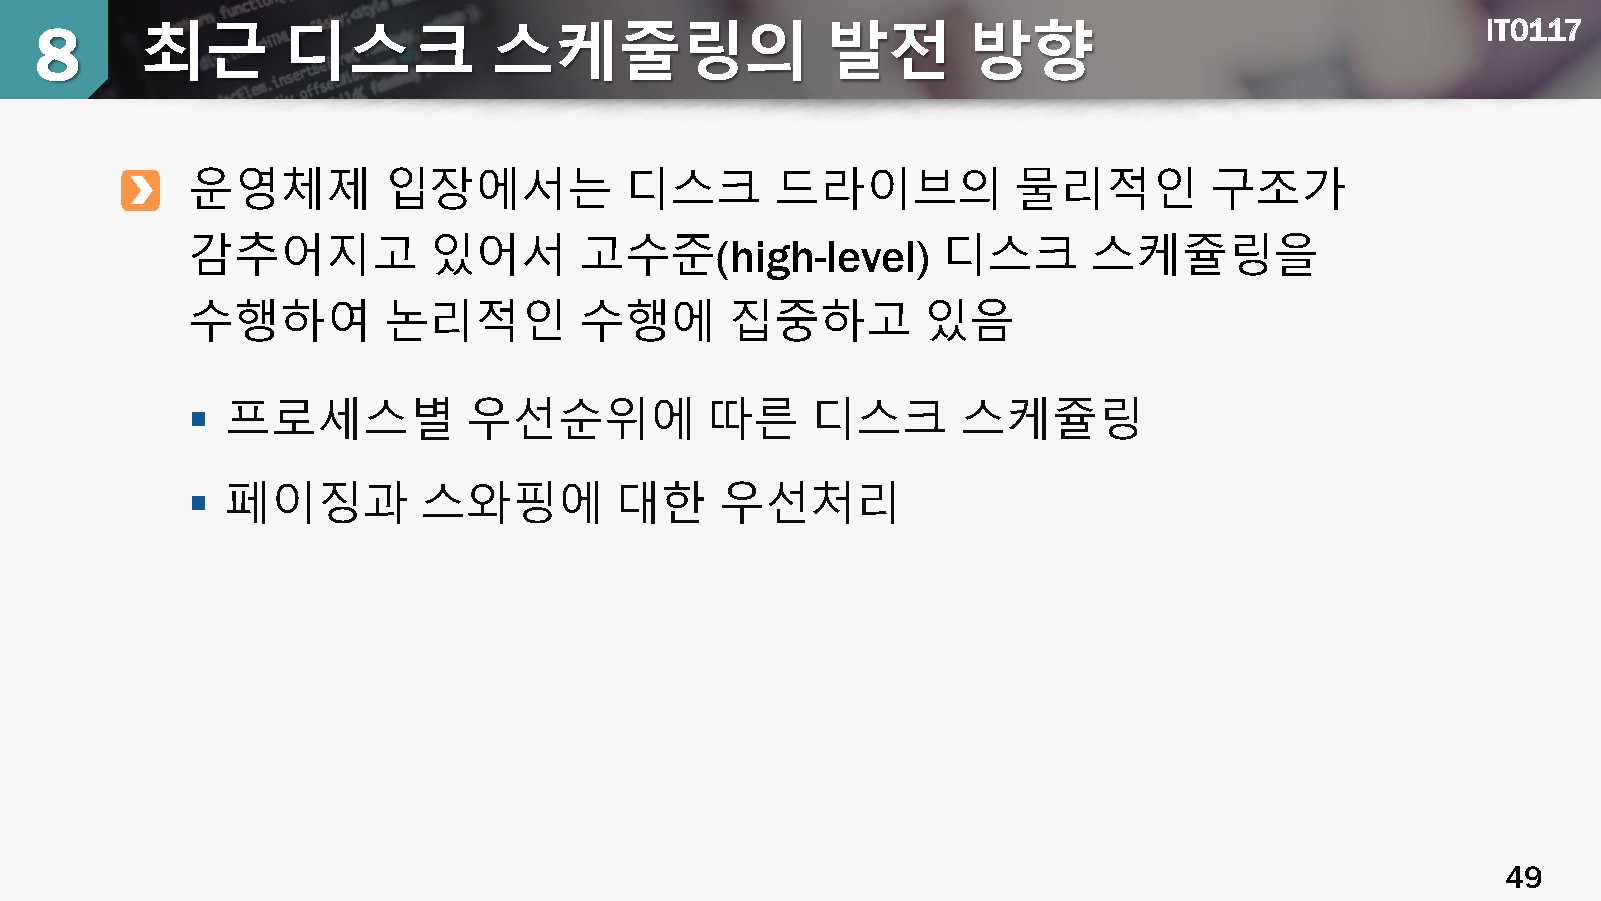 8 최근 디스크 스케줄링의 발전 방향
IT0117
운영체제 입장에서는 디스크 드라이브의 물리적인 구조가
감추어지고 있어서 고수준(high-level) 디스크 스케쥴링을
수행하여 논리적인 수행에 집중하고 있음
▪ 프로세스별 우선순위에 따른 디스크 스케쥴링
▪ 페이징과 스와핑에 대한 우선처리
49